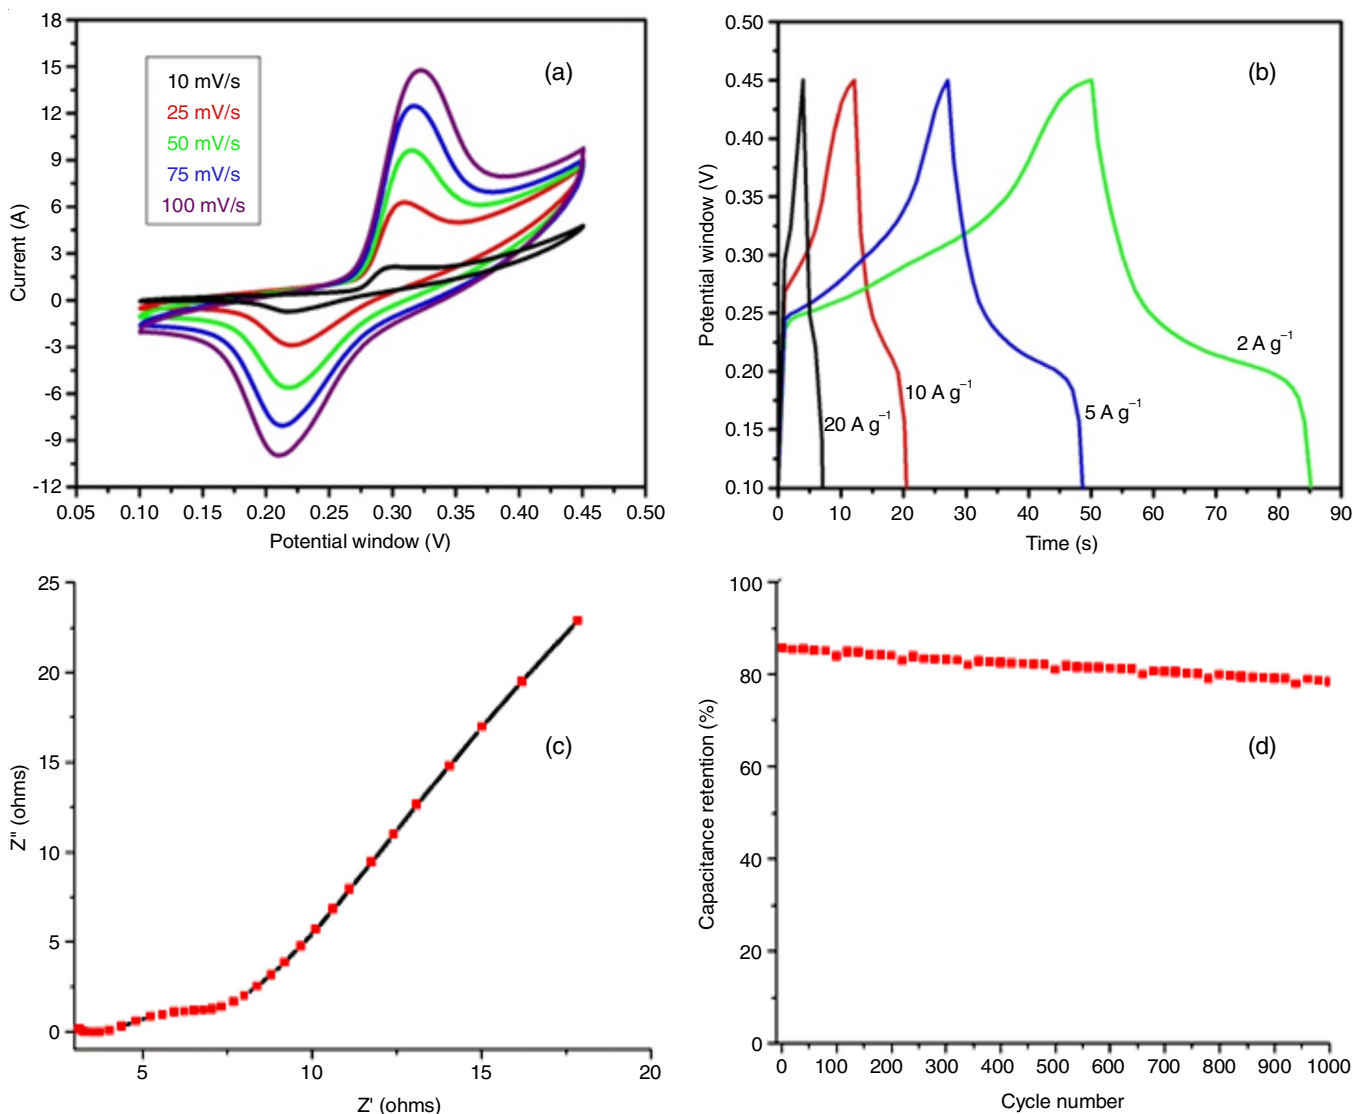 18
15
12
9
6
3
0
-3
-6
-9
-12
Current (A)
10 mV/s
25 mV/s
50 mV/s
75 mV/s
100 mV/s
(a)
0.05 0.10 0.15 0.20 0.25 0.30 0.35 0.40 0.45 0.50
Potential window (V)
0.50
0.45
0.40
0.35
0.30
0.25
0.20
0.15
0.10
Potential window (V)
(b)
2 A g⁻¹
10 A g⁻¹
5 A g⁻¹
20 A g⁻¹
0 10 20 30 40 50 60 70 80 90
Time (s)
25
20
15
10
5
0
Z" (ohms)
(c)
5 10 15 20
Z' (ohms)
100
80
60
40
20
0
Capacitance retention (%)
(d)
0 100 200 300 400 500 600 700 800 900 1000
Cycle number